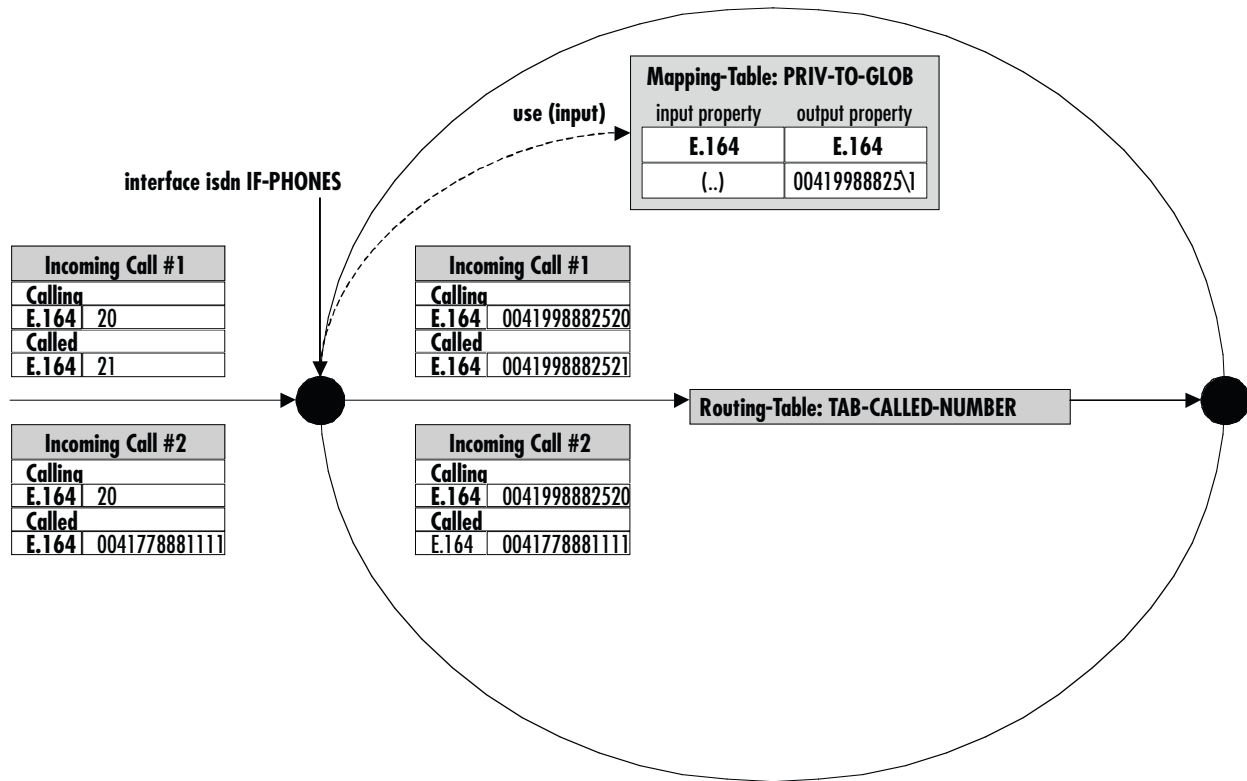 Mapping-Table: PRIV-TO-GLOB
use (input)
input property output property
E.164 E.164
(..) 00419988825\1
interface isdn IF-PHONES
Incoming Call #1
Calling
E.164 20
Called
E.164 21
Incoming Call #1
Calling
E.164 0041998882520
Called
E.164 0041998882521
Routing-Table: TAB-CALLED-NUMBER
Incoming Call #2
Calling
E.164 20
Called
E.164 0041778881111
Incoming Call #2
Calling
E.164 0041998882520
Called
E.164 0041778881111